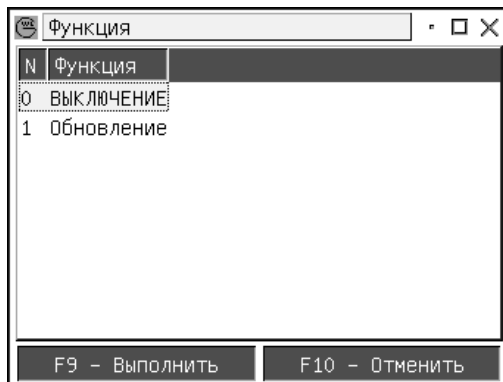 Функция
N Функция
0 ВЫКЛЮЧЕНИЕ
1 Обновление
F9 - Выполнить F10 - Отменить